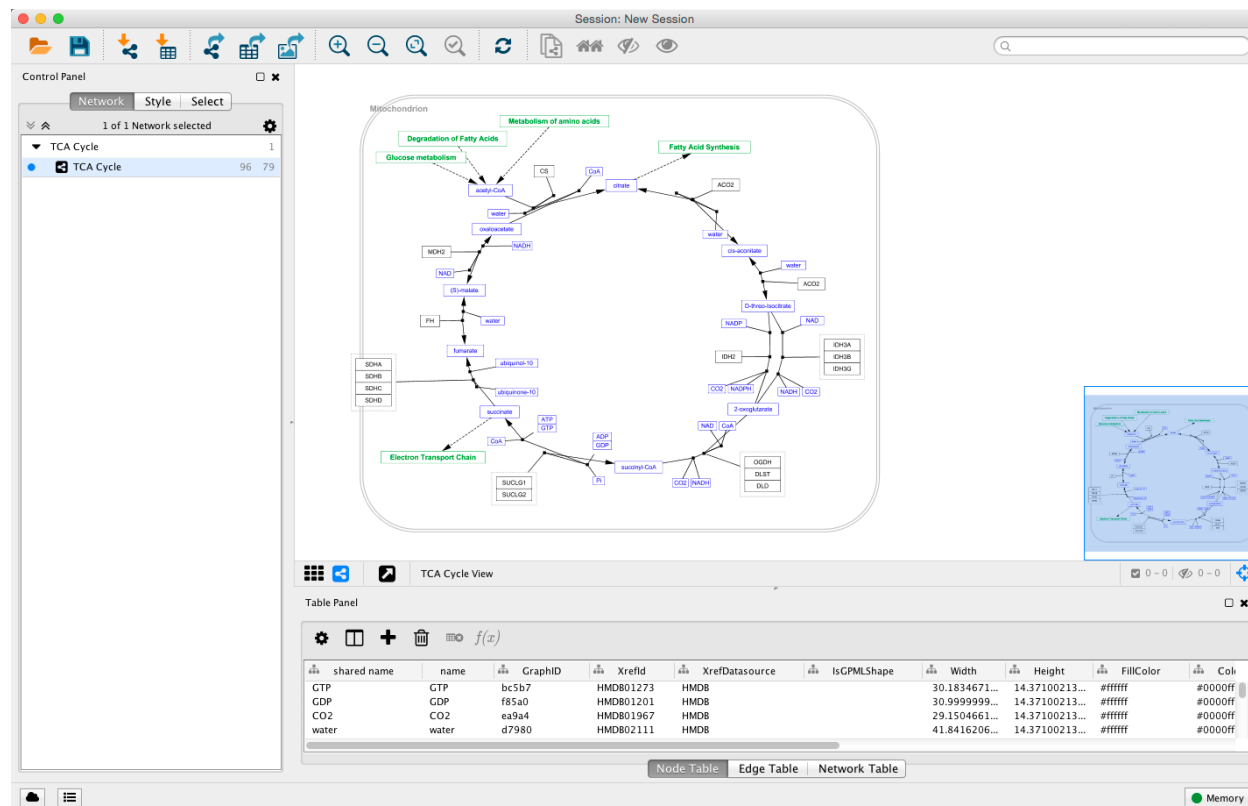 Session: New Session
Control Panel
Network Style Select
1 of 1 Network selected
TCA Cycle 1
TCA Cycle 96 79
Mitochondrion
Metabolism of amino acids
Degradation of Fatty Acids
Glucose metabolism
Fatty Acid Synthesis
CS
CoA
acetyl-CoA
citrate
ACO2
water
oxaloacetate
water
NADH
MDH2
cis-aconitate
water
NAD
ACO2
(S)-malate
D-threo-isocitrate
FH
water
NADP
NAD
fumarate
IDH3A
IDH2
IDH3B
IDH3G
SDHA
SDHB
SDHC
SDHD
ubiquinol-10
ubiquinone-10
CO2 NADPH
NADH CO2
succinate
2-oxoglutarate
ATP
GTP
NAD CoA
CoA
ADP
GDP
Electron Transport Chain
succinyl-CoA
OGDH
DLST
DLD
SUCLG1
SUCLG2
Pi
CO2 NADH
TCA Cycle View
0 - 0 0 - 0
Table Panel
f(x)
shared name name GraphID XrefId XrefDatasource IsGPMLShape Width Height FillColor Colo
GTP GTP bc5b7 HMDB01273 HMDB 30.1834671... 14.37100213... #ffffff #0000ff
GDP GDP f85a0 HMDB01201 HMDB 30.9999999... 14.37100213... #ffffff #0000ff
CO2 CO2 ea9a4 HMDB01967 HMDB 29.1504661... 14.37100213... #ffffff #0000ff
water water d7980 HMDB02111 HMDB 41.8416206... 14.37100213... #ffffff #0000ff
Node Table Edge Table Network Table
Memory